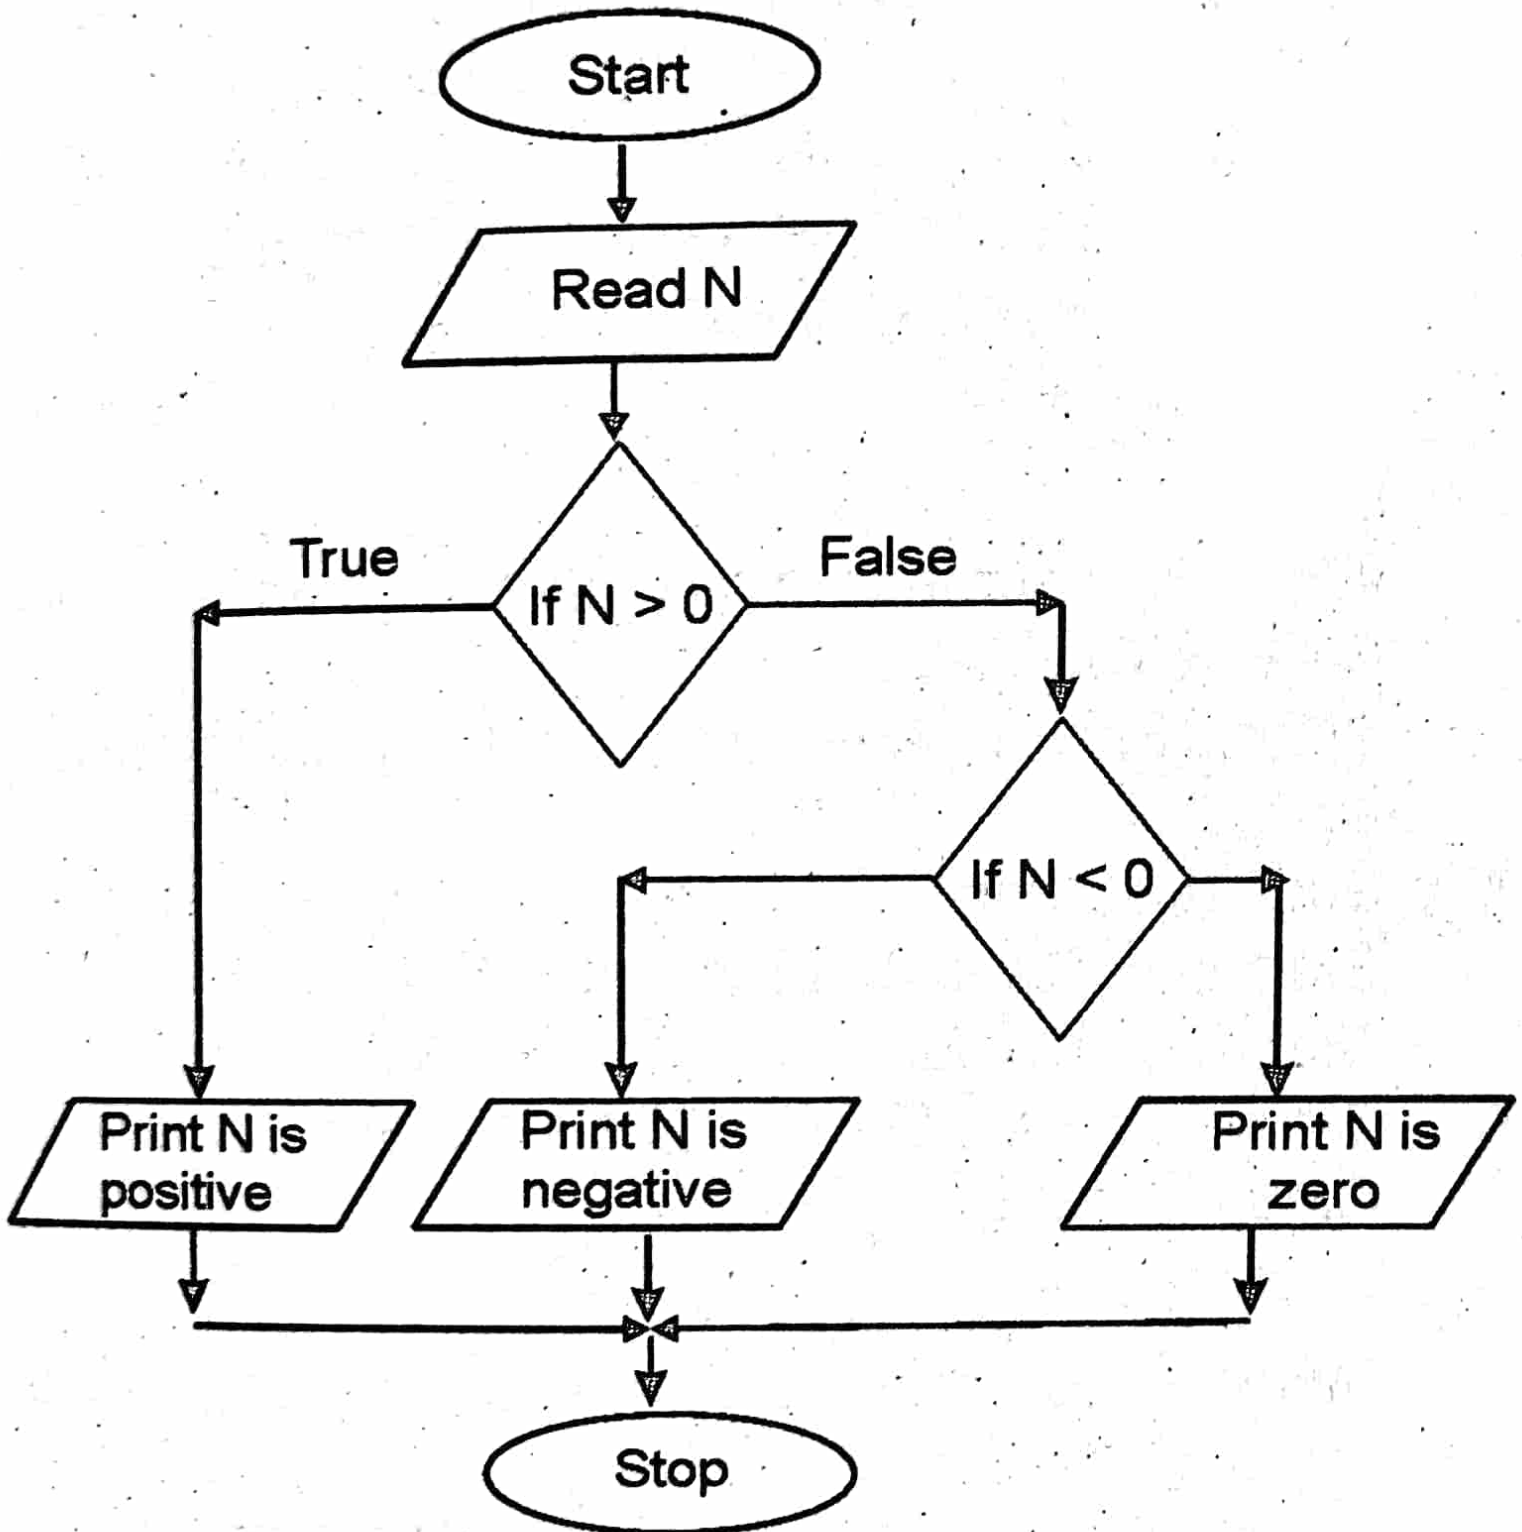 Start
Read N
True
False
If N > 0
If N < 0
Print N is
positive
Print N is
negative
Print N is
zero
Stop